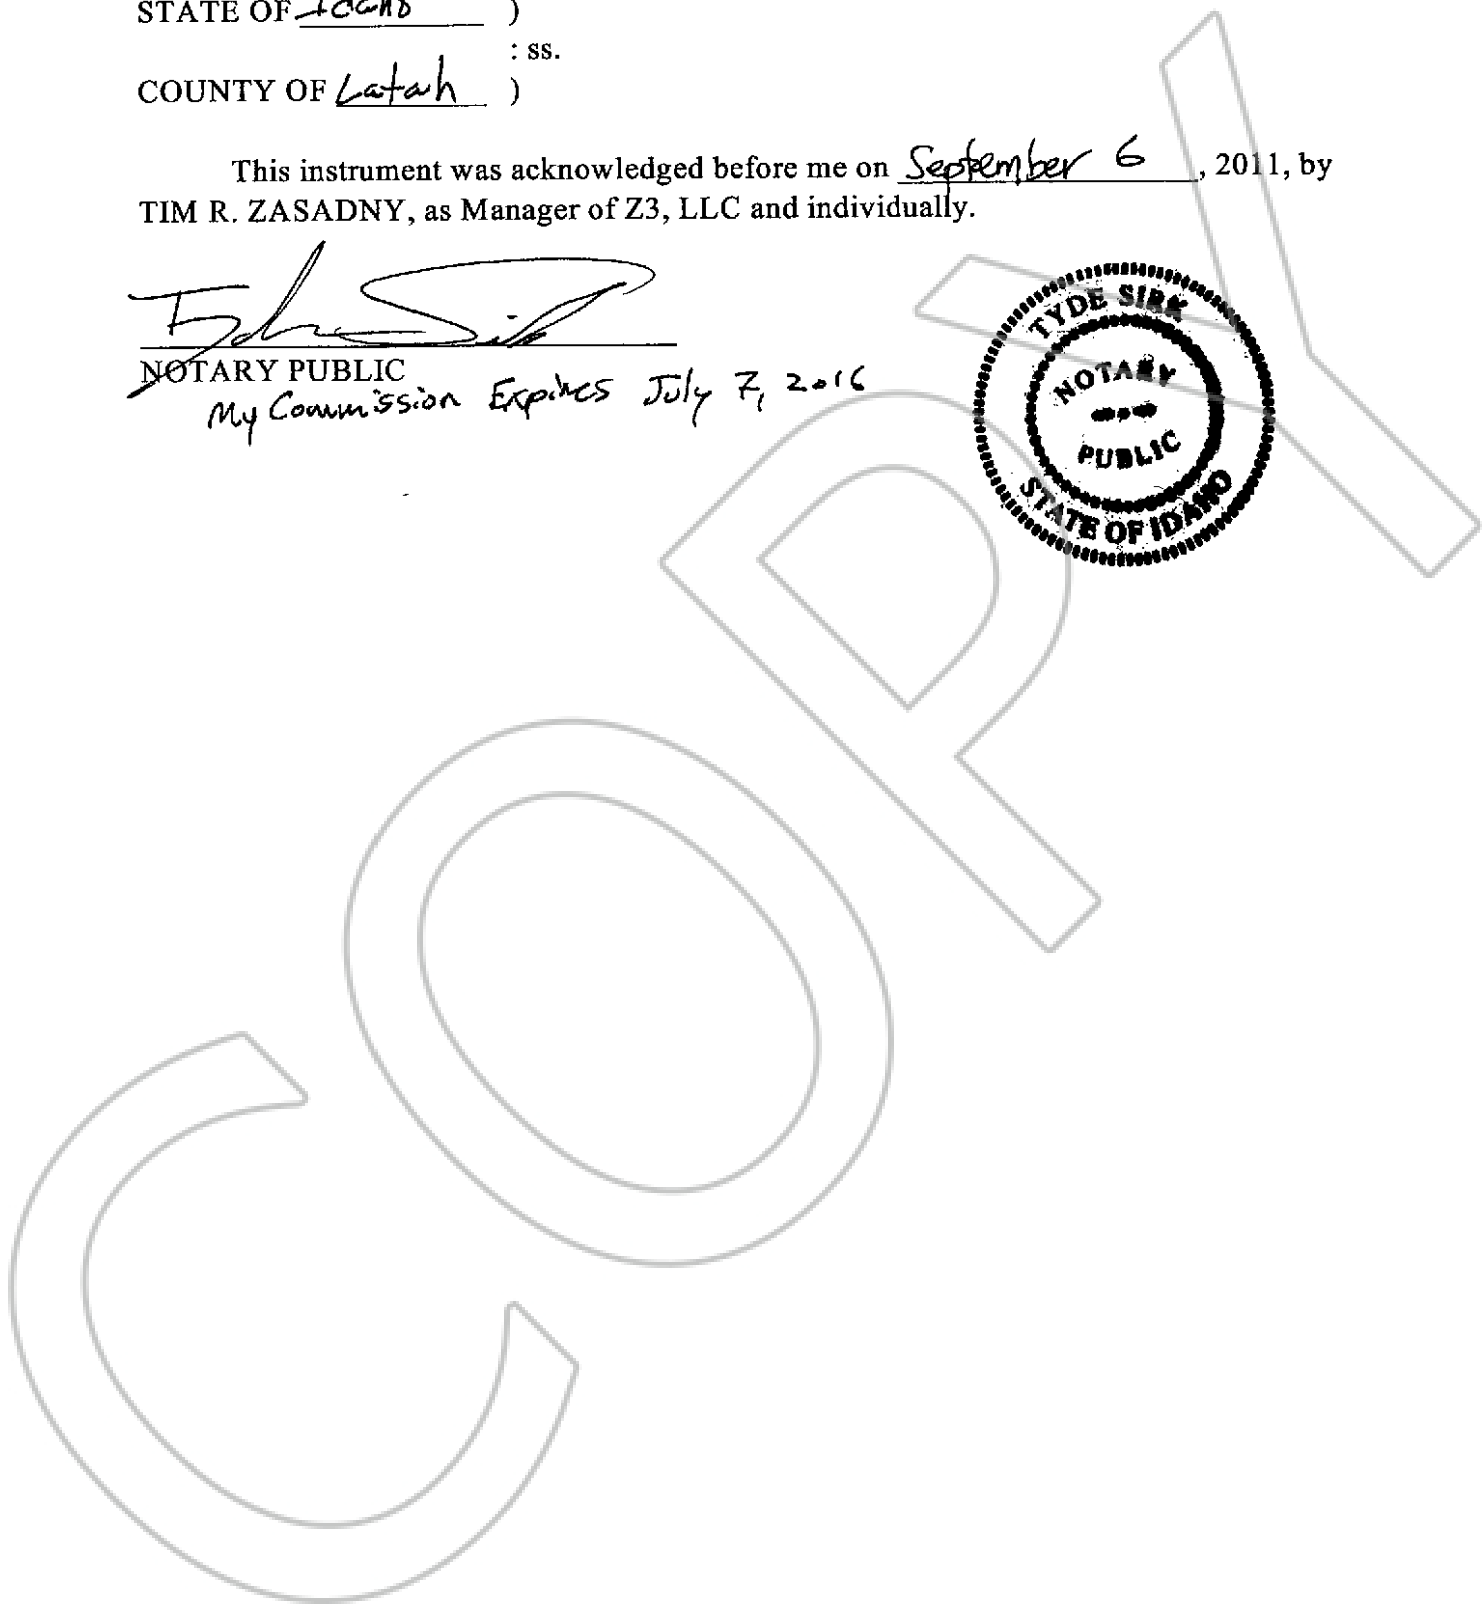 STATE OF Idaho )
: ss.
COUNTY OF Latah )
This instrument was acknowledged before me on September 6, 2011, by
TIM R. ZASADNY, as Manager of Z3, LLC and individually.
NOTARY PUBLIC
My Commission Expires July 7, 2016
TYDE SIRK
NOTARY
PUBLIC
STATE OF IDAHO
COPY